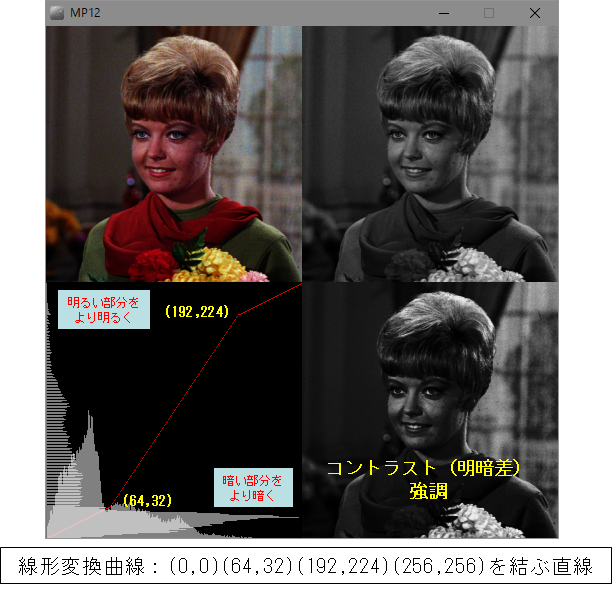 MP12
明るい部分を
より明るく
(192,224)
暗い部分を
より暗く
(64,32)
コントラスト（明暗差）
強調
線形変換曲線：(0,0)(64,32)(192,224)(256,256)を結ぶ直線